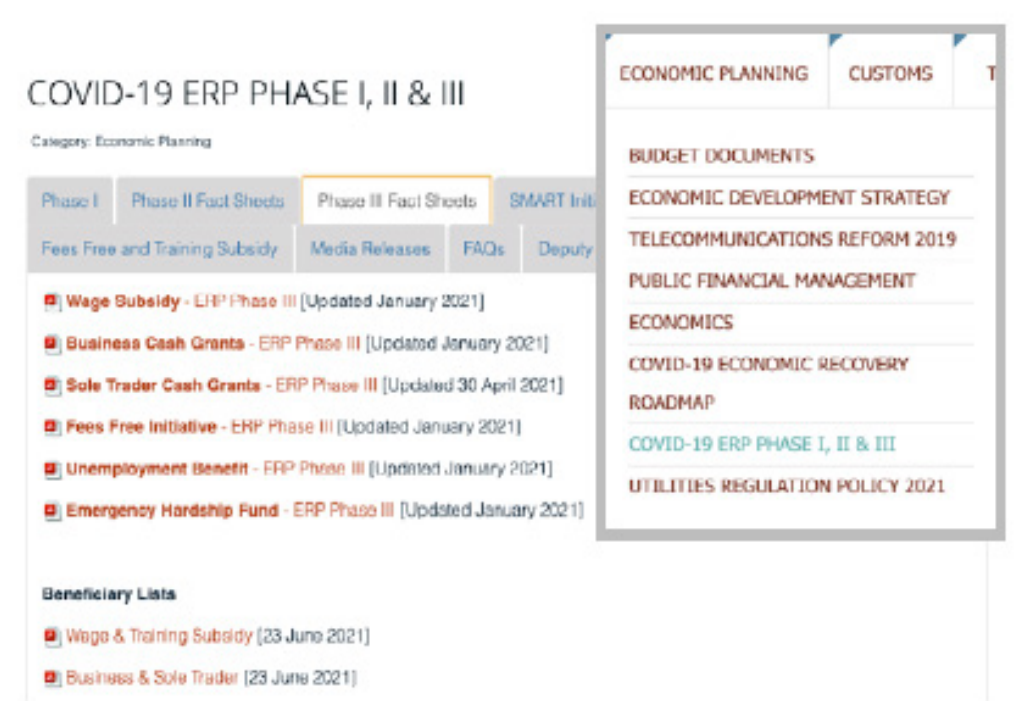 COVID-19 ERP PHASE I, II & III
Category: Economic Planning
Phase I
Phase II Fact Sheets
Phase III Fact Sheets
SMART
Fees Free and Training Subsidy
Media Releases
FAQs
Deputy
Wage Subsidy - ERP Phase III [Updated January 2021]
Business Cash Grants - ERP Phase III [Updated January 2021]
Sole Trader Cash Grants - ERP Phase III [Updated 30 April 2021]
Fees Free Initiative - ERP Phase III [Updated January 2021]
Unemployment Benefit - ERP Phase III [Updated January 2021]
Emergency Hardship Fund - ERP Phase III [Updated January 2021]
Beneficiary Lists
Wage & Training Subsidy [23 June 2021]
Business & Sole Trader [23 June 2021]
ECONOMIC PLANNING
CUSTOMS
BUDGET DOCUMENTS
ECONOMIC DEVELOPMENT STRATEGY
TELECOMMUNICATIONS REFORM 2019
PUBLIC FINANCIAL MANAGEMENT
ECONOMICS
COVID-19 ECONOMIC RECOVERY
ROADMAP
COVID-19 ERP PHASE I, II & III
UTILITIES REGULATION POLICY 2021